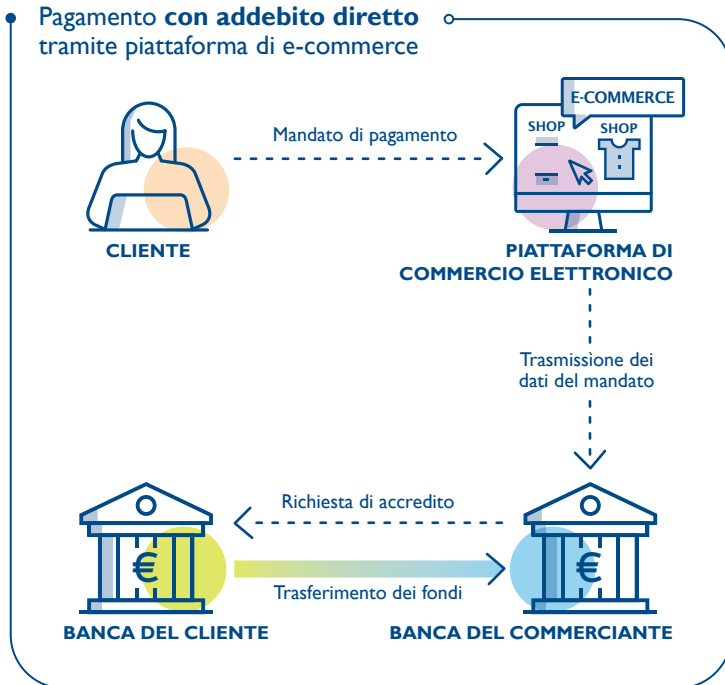 Pagamento con addebito diretto
tramite piattaforma di e-commerce
E-COMMERCE
SHOP
SHOP
Mandato di pagamento
CLIENTE
PIATTAFORMA DI
COMMERCIO ELETTRONICO
Trasmissione dei
dati del mandato
Richiesta di accredito
€
€
Trasferimento dei fondi
BANCA DEL CLIENTE
BANCA DEL COMMERCIANTE